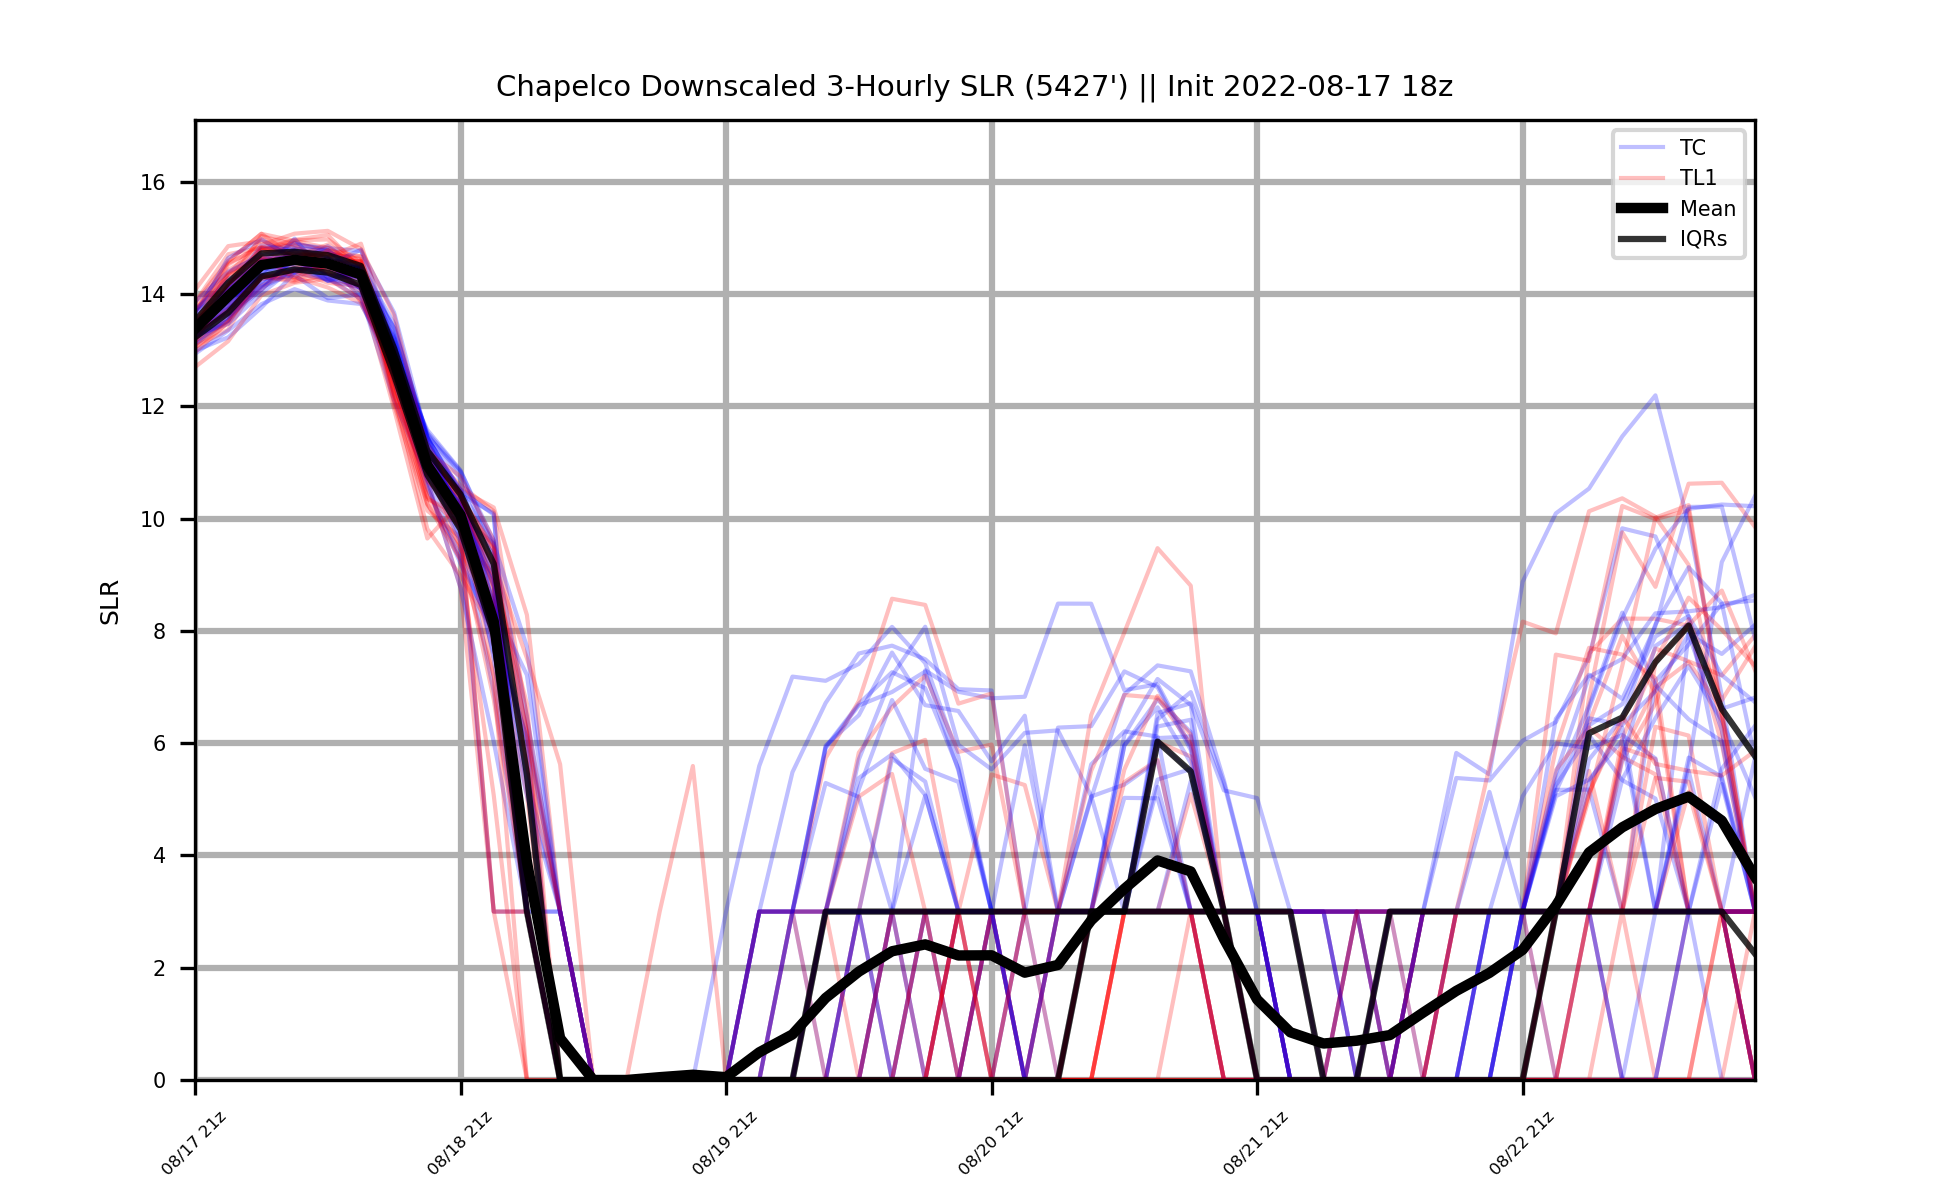 Chapelco Downscaled 3-Hourly SLR (5427') || Init 2022-08-17 18z
TC
TL1
Mean
IQRs
SLR
16
14
12
10
8
6
4
2
0
08/17 21z
08/18 21z
08/19 21z
08/20 21z
08/21 21z
08/22 21z